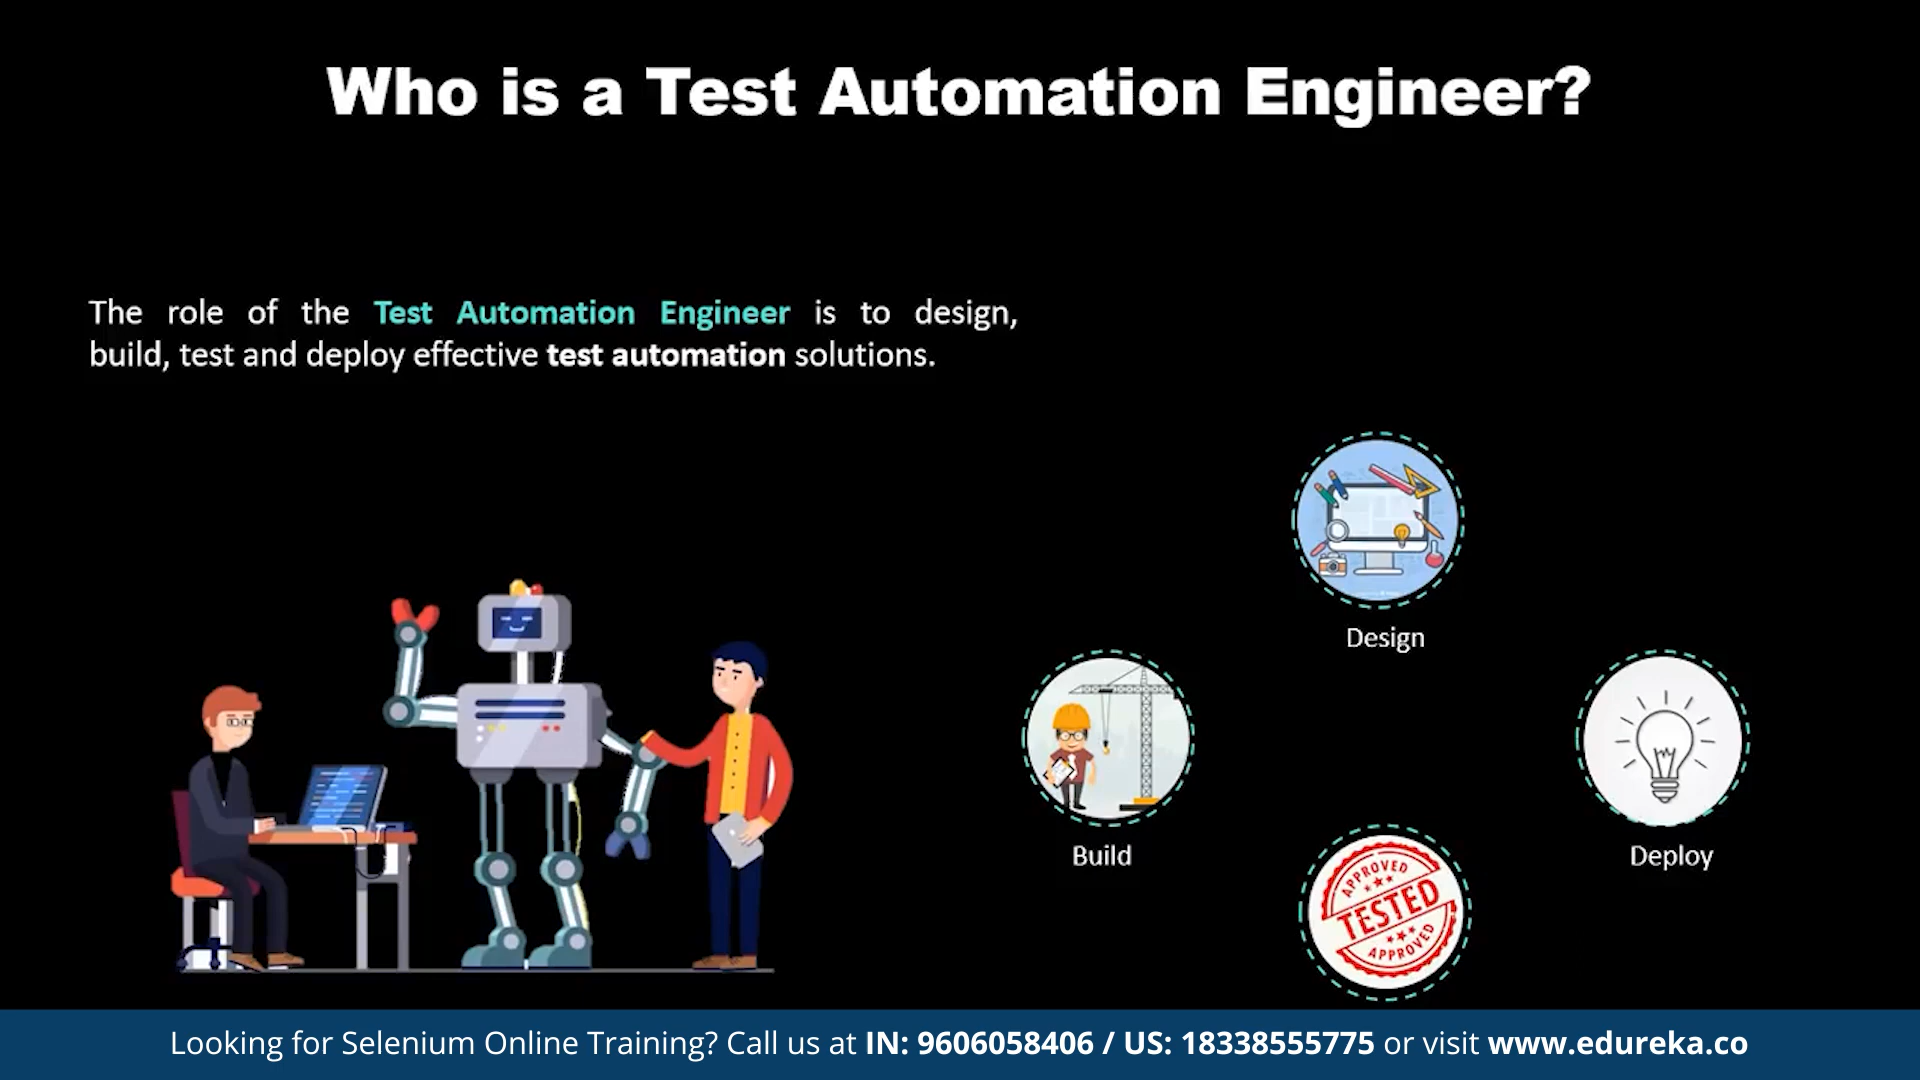 Who is a Test Automation Engineer?
The role of the Test Automation Engineer is to design,
build, test and deploy effective test automation solutions.
Design
Build
Deploy
APPROVED
TESTED
APPROVED
Looking for Selenium Online Training? Call us at IN: 9606058406 / US: 18338555775 or visit www.edureka.co